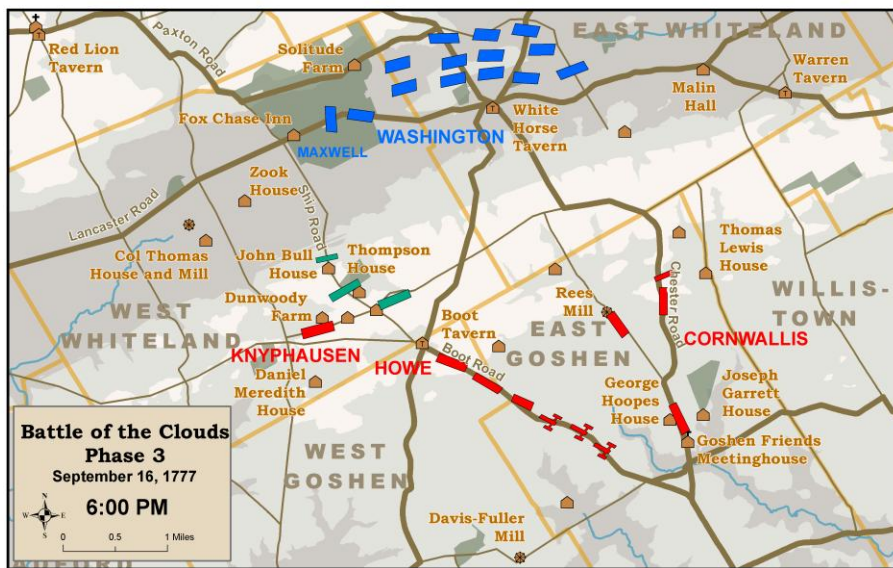 EAST WHITELAND
Red Lion
Tavern
Paxton Road
Solitude
Farm
Warren
Tavern
Malin
Hall
Fox Chase Inn
MAXWELL
WASHINGTON
White
Horse
Tavern
Zook
House
Lancaster Road
Ship Road
Col Thomas
House and Mill
John Bull
House
Thompson
House
Thomas
Lewis
House
Chester Road
WEST
WHITELAND
Dunwoody
Farm
Rees
Mill
WILLIS-
TOWN
KNYPHAUSEN
Boot
Tavern
EAST
GOSHEN
CORNWALLIS
HOWE
Boot Road
Daniel
Meredith
House
George
Hoopes
House
Joseph
Garrett
House
Goshen Friends
Meetinghouse
WEST
GOSHEN
Davis-Fuller
Mill
Battle of the Clouds
Phase 3
September 16, 1777
6:00 PM
N
W E
S
0 0.5 1 Miles